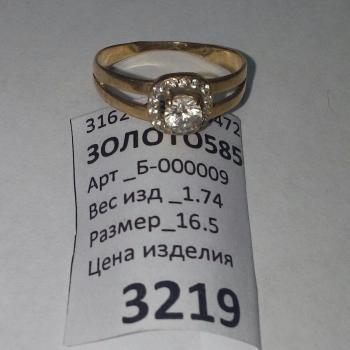 3162 472
ЗОЛОТО585
Арт _Б-000009
Вес изд _1.74
Размер_16.5
Цена изделия
3219